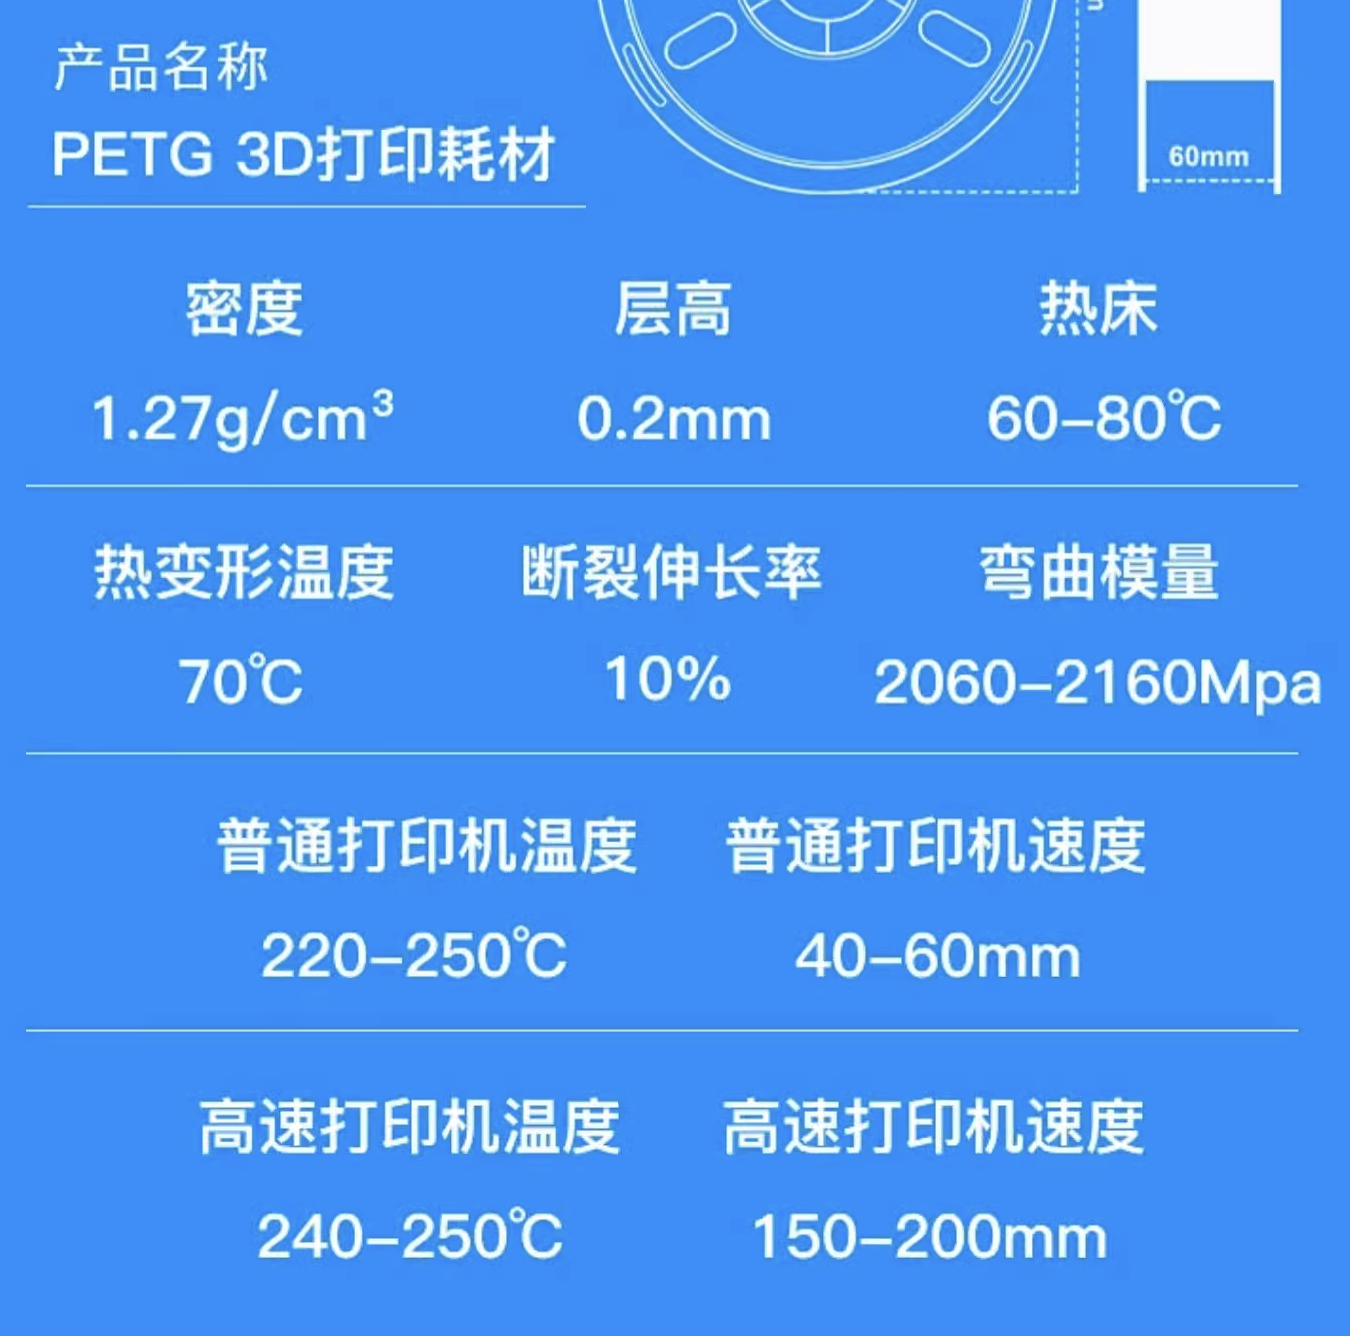 产品名称
PETG 3D打印耗材
60mm
密度 层高 热床
1.27g/cm³ 0.2mm 60–80℃
热变形温度 断裂伸长率 弯曲模量
70℃ 10% 2060–2160Mpa
普通打印机温度 普通打印机速度
220–250℃ 40–60mm
高速打印机温度 高速打印机速度
240–250℃ 150–200mm